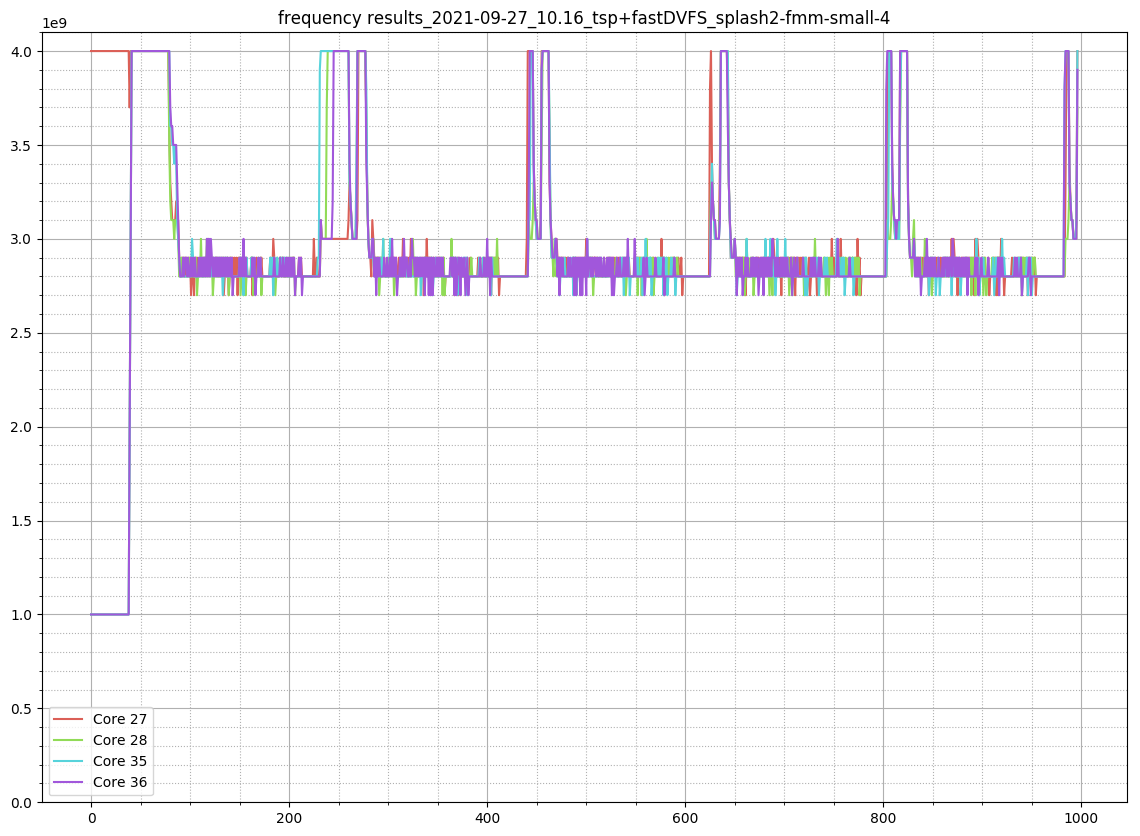 frequency results_2021-09-27_10.16_tsp+fastDVFS_splash2-fmm-small-4
1e9
4.0
3.5
3.0
2.5
2.0
1.5
1.0
0.5
0.0
Core 27
Core 28
Core 35
Core 36
0 200 400 600 800 1000